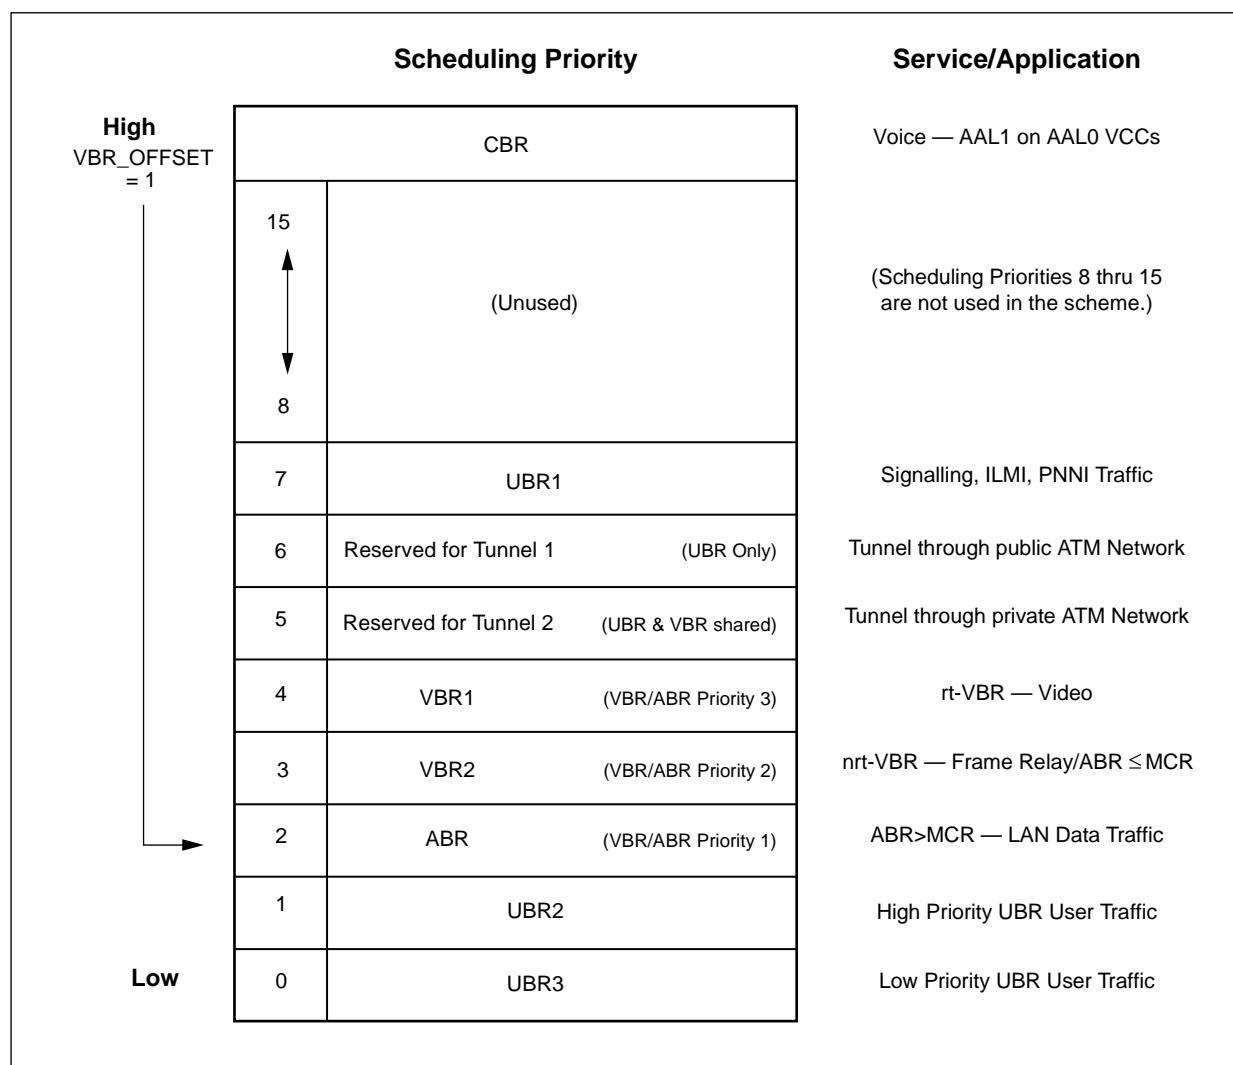 Scheduling Priority Service/Application
High
VBR_OFFSET
= 1
CBR Voice — AAL1 on AAL0 VCCs
15
(Unused)
8
(Scheduling Priorities 8 thru 15
are not used in the scheme.)
7 UBR1 Signalling, ILMI, PNNI Traffic
6 Reserved for Tunnel 1 (UBR Only) Tunnel through public ATM Network
5 Reserved for Tunnel 2 (UBR & VBR shared) Tunnel through private ATM Network
4 VBR1 (VBR/ABR Priority 3) rt-VBR — Video
3 VBR2 (VBR/ABR Priority 2) nrt-VBR — Frame Relay/ABR ≤ MCR
2 ABR (VBR/ABR Priority 1) ABR>MCR — LAN Data Traffic
1 UBR2 High Priority UBR User Traffic
Low 0 UBR3 Low Priority UBR User Traffic